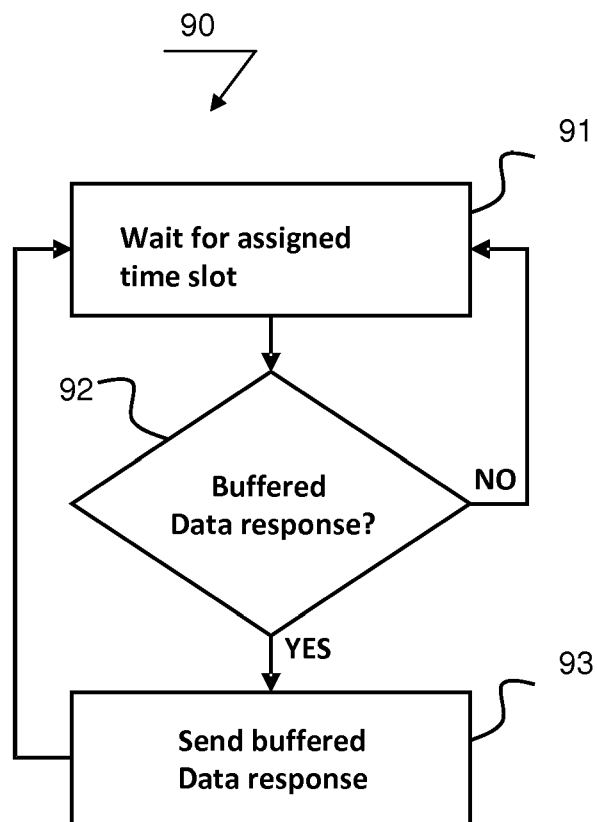 90
91
Wait for assigned
time slot
92
Buffered
Data response?
NO
YES
93
Send buffered
Data response